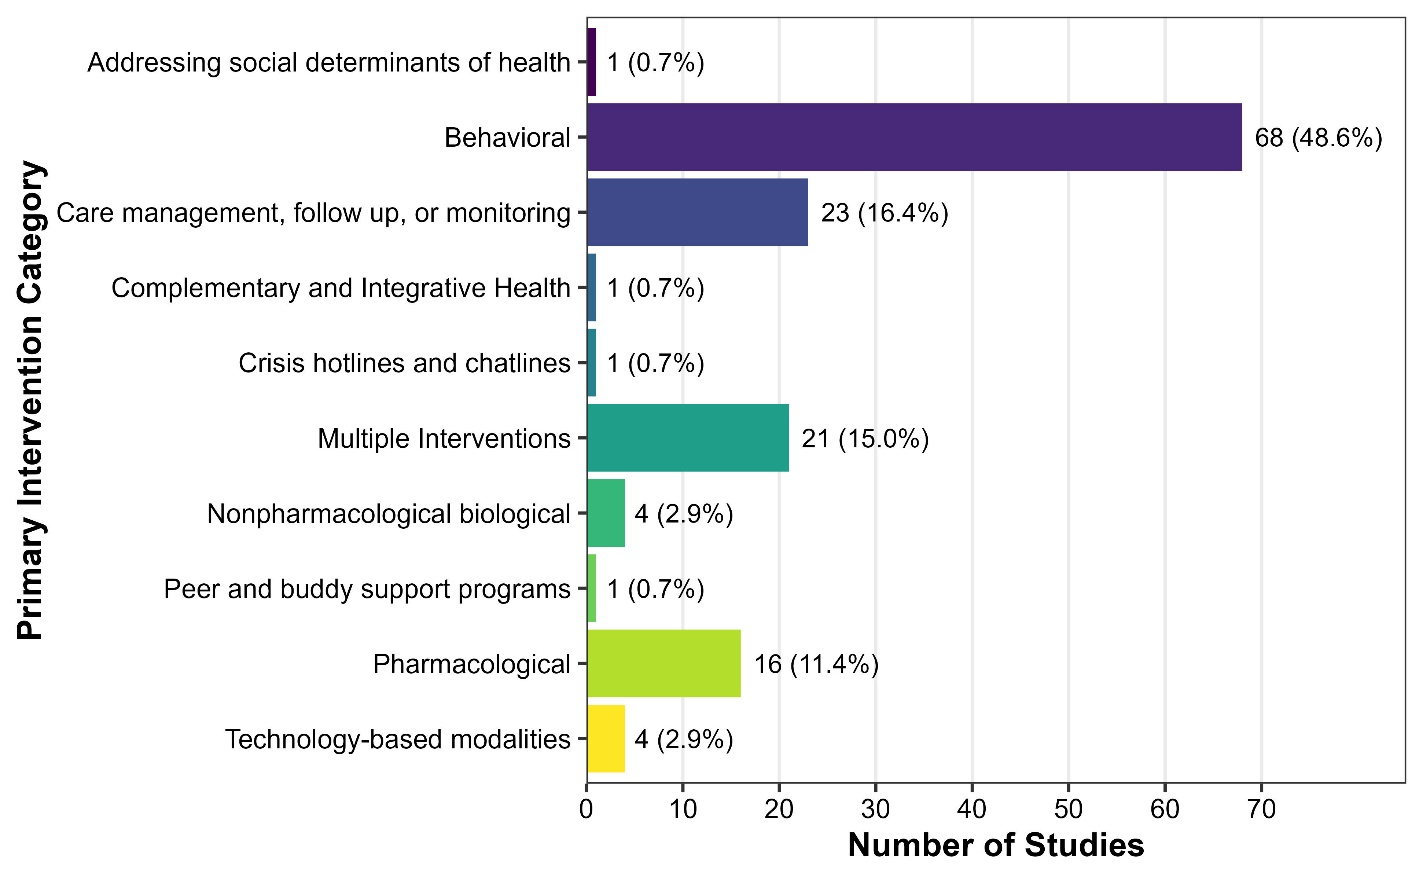 Primary Intervention Category
Addressing social determinants of health 1 (0.7%)
Behavioral 68 (48.6%)
Care management, follow up, or monitoring 23 (16.4%)
Complementary and Integrative Health 1 (0.7%)
Crisis hotlines and chatlines 1 (0.7%)
Multiple Interventions 21 (15.0%)
Nonpharmacological biological 4 (2.9%)
Peer and buddy support programs 1 (0.7%)
Pharmacological 16 (11.4%)
Technology-based modalities 4 (2.9%)
0 10 20 30 40 50 60 70
Number of Studies